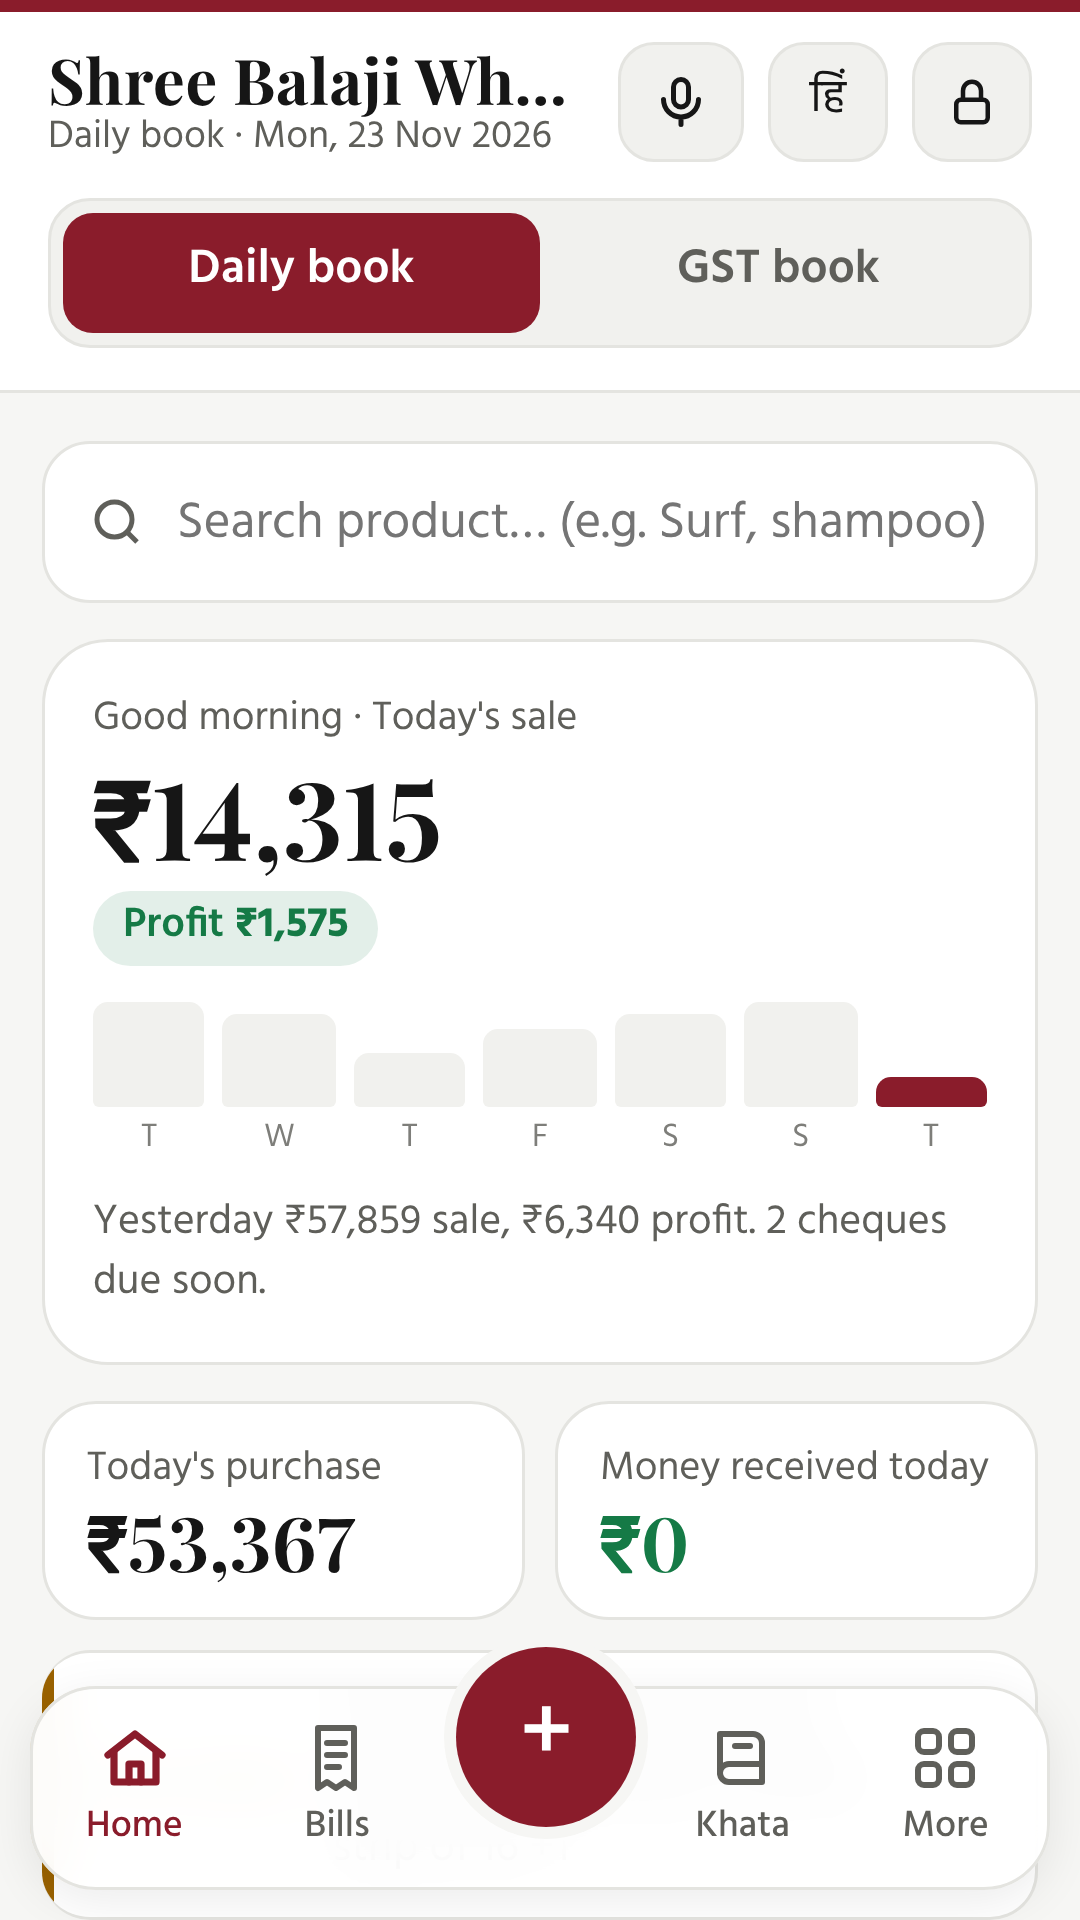 Shree Balaji Wh...
Daily book · Mon, 23 Nov 2026
हिं
Daily book
GST book
Search product... (e.g. Surf, shampoo)
Good morning · Today's sale
₹14,315
Profit ₹1,575
T W T F S S T
Yesterday ₹57,859 sale, ₹6,340 profit. 2 cheques
due soon.
Today's purchase
₹53,367
Money received today
₹0
+
Home
Bills
Khata
More